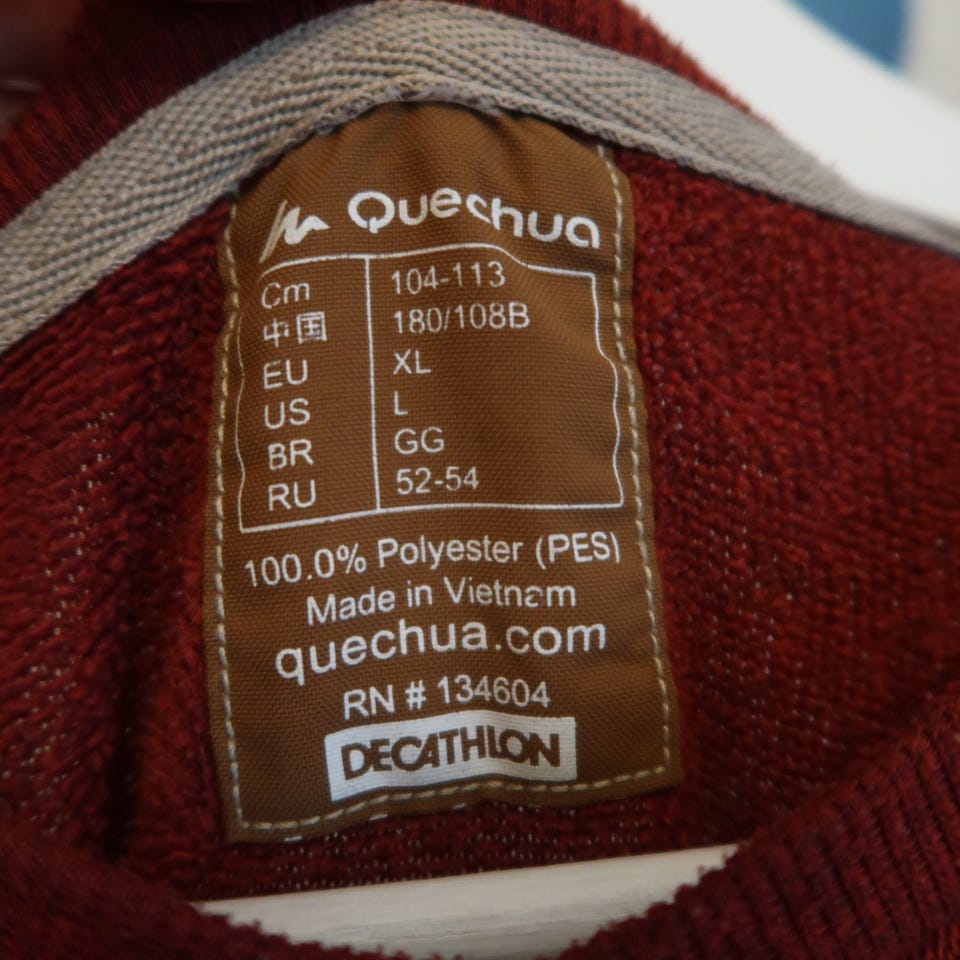 Quechua
Cm 104-113
中国 180/108B
EU XL
US L
BR GG
RU 52-54
100.0% Polyester (PES)
Made in Vietnam
quechua.com
RN # 134604
DECATHLON